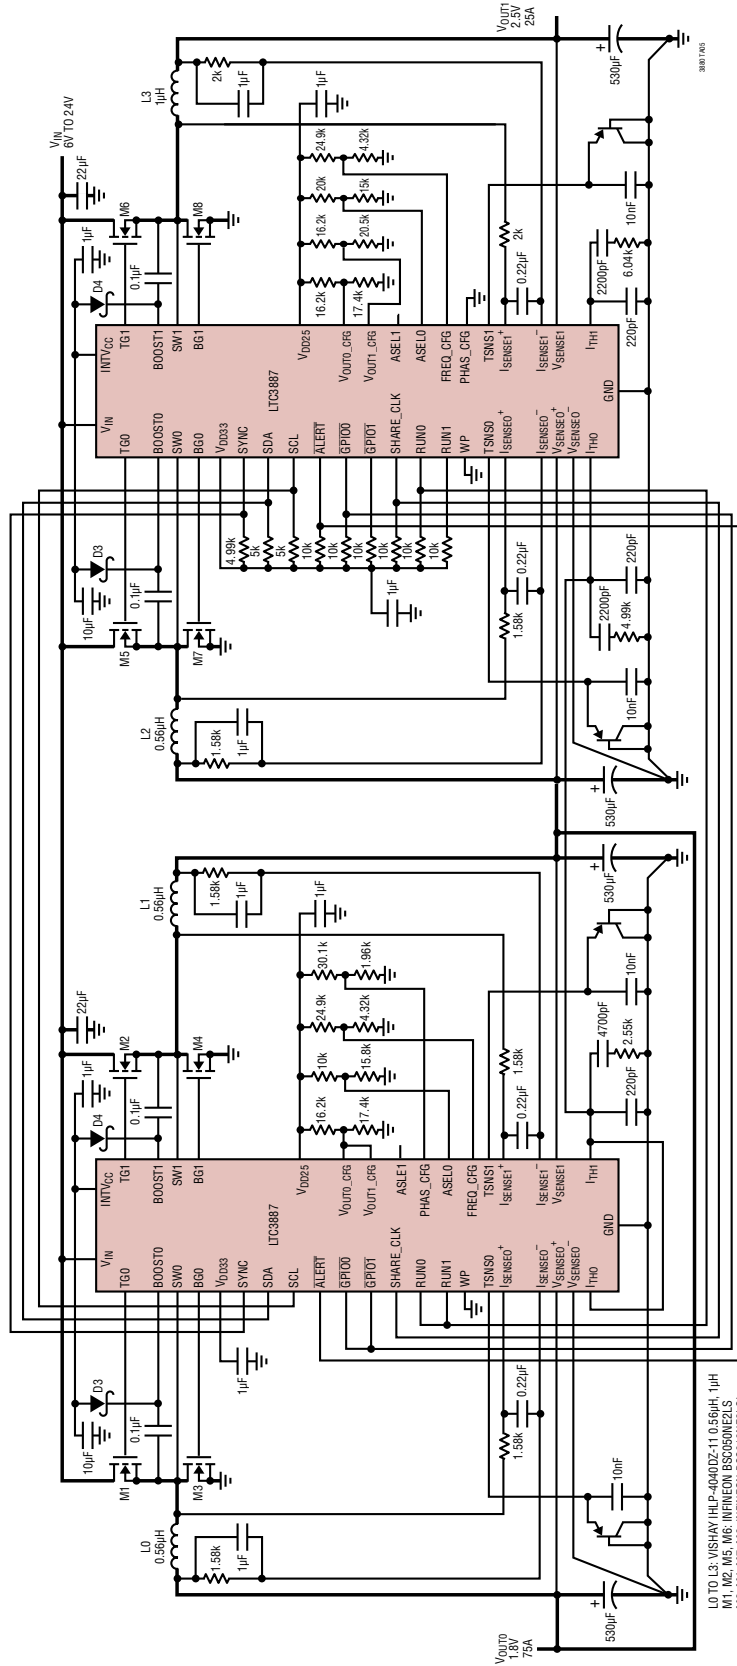 VIN
6V TO 24V
22µF
1µF
D4
M6
M8
0.1µF
L3
1µH
2k
1µF
VOUT1
2.5V
25A
530µF
+
3880 TA05
1µF
24.9k
4.32k
20k
15k
16.2k
20.5k
16.2k
17.4k
2k
0.22µF
10nF
2200pF
6.04k
220pF
VIN
INTVCC
TG1
BOOST1
SW1
BG1
VDD25
VOUT0_CFG
VOUT1_CFG
ASEL1
ASEL0
FREQ_CFG
PHAS_CFG
TSNS1
ISENSE1+
ISENSE1–
VSENSE1
ITH1
LTC3887
GND
TG0
BOOST0
SW0
BG0
VDD33
SYNC
SDA
SCL
ALERT
GPIO0
GPIO1
SHARE_CLK
RUN0
RUN1
WP
TSNS0
ISENSE0+
ISENSE0–
VSENSE0+
VSENSE0–
ITH0
D3
10µF
0.1µF
M5
M7
4.99k
5k
5k
10k
10k
10k
10k
10k
10k
1µF
L2
0.56µH
1.58k
1µF
0.22µF
1.58k
220pF
2200pF
4.99k
10nF
530µF
+
L1
0.56µH
1.58k
1µF
530µF
+
22µF
1µF
D4
M2
M4
0.1µF
1µF
30.1k
1.96k
24.9k
4.32k
10k
15.8k
16.2k
17.4k
1.58k
0.22µF
10nF
4700pF
2.55k
220pF
VIN
INTVCC
TG1
BOOST1
SW1
BG1
VDD25
VOUT0_CFG
VOUT1_CFG
ASLE1
PHAS_CFG
ASEL0
FREQ_CFG
TSNS1
ISENSE1+
ISENSE1–
VSENSE1
ITH1
LTC3887
GND
TG0
BOOST0
SW0
BG0
VDD33
SYNC
SDA
SCL
ALERT
GPIO0
GPIO1
SHARE_CLK
RUN0
RUN1
WP
TSNS0
ISENSE0+
ISENSE0–
VSENSE0+
VSENSE0–
ITH0
D3
10µF
0.1µF
M1
M3
1µF
L0
0.56µH
1.58k
1µF
0.22µF
1.58k
10nF
530µF
+
VOUT0
1.8V
75A
L0 TO L3: VISHAY IHLP-4040DZ-11 0.56µH, 1µH
M1, M2, M5, M6: INFINEON BSC050NE2LS